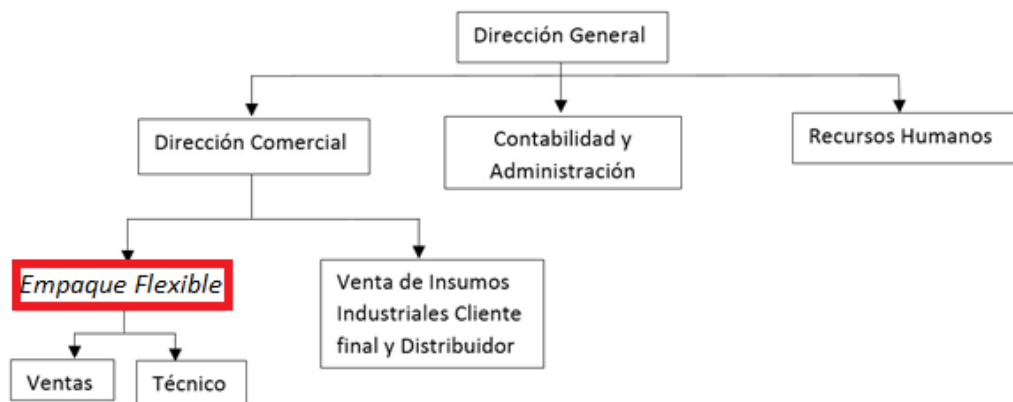 Dirección General
Dirección Comercial
Contabilidad y
Administración
Recursos Humanos
Empaque Flexible
Venta de Insumos
Industriales Cliente
final y Distribuidor
Ventas
Técnico